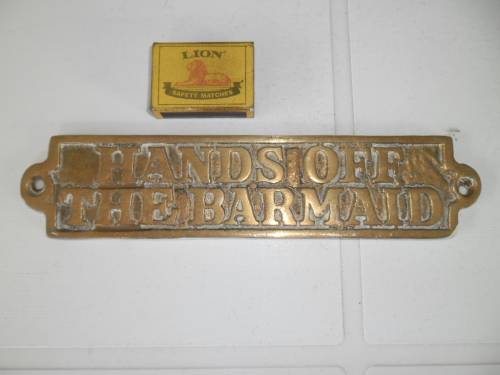 LION
SAFETY MATCHES
HANDS OFF
THE BARMAID